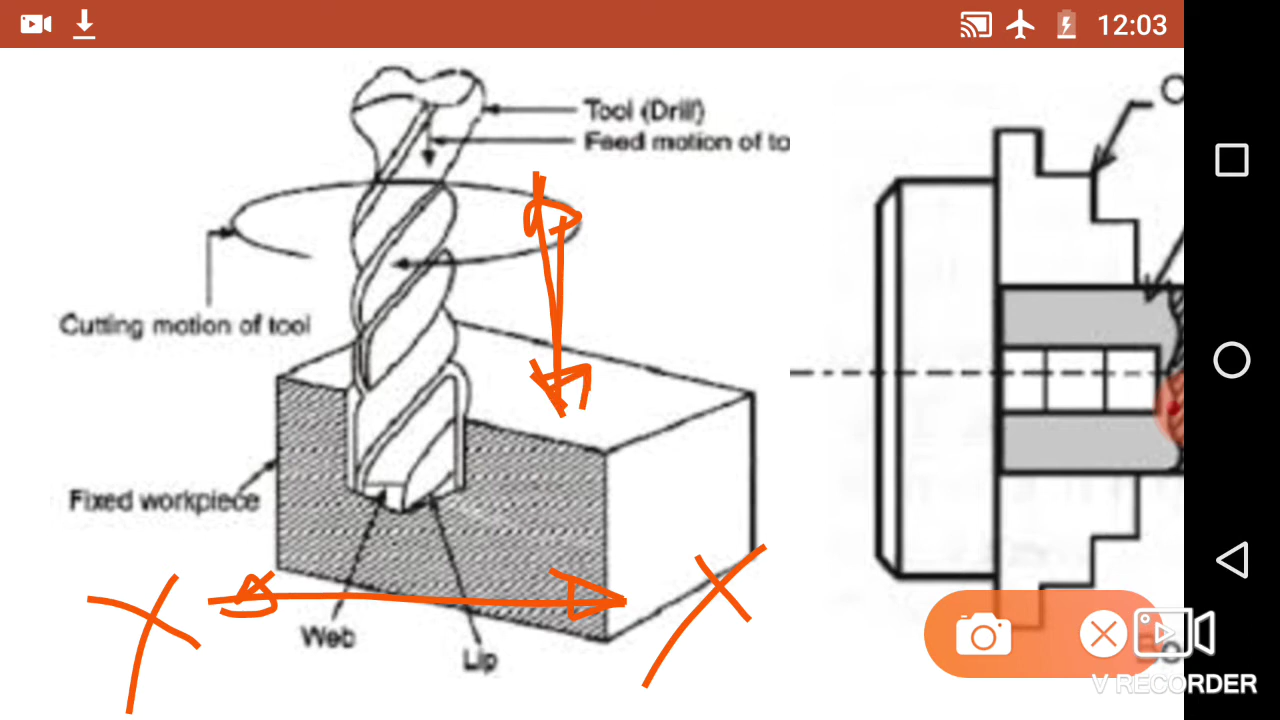 12:03
Tool (Drill)
Feed motion of to
Cutting motion of tool
Fixed workpiece
Web
Lip
V RECORDER